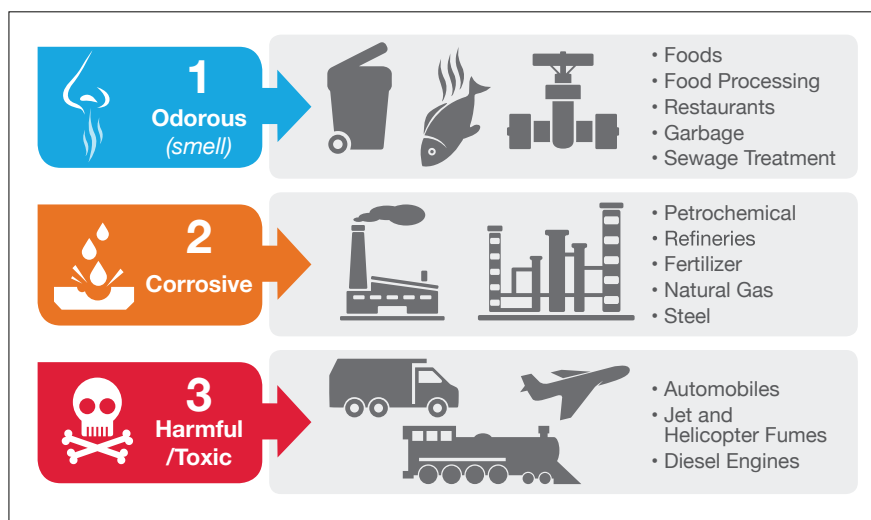 1
Odorous
(smell)
• Foods
• Food Processing
• Restaurants
• Garbage
• Sewage Treatment
2
Corrosive
• Petrochemical
• Refineries
• Fertilizer
• Natural Gas
• Steel
3
Harmful
/Toxic
• Automobiles
• Jet and
Helicopter Fumes
• Diesel Engines